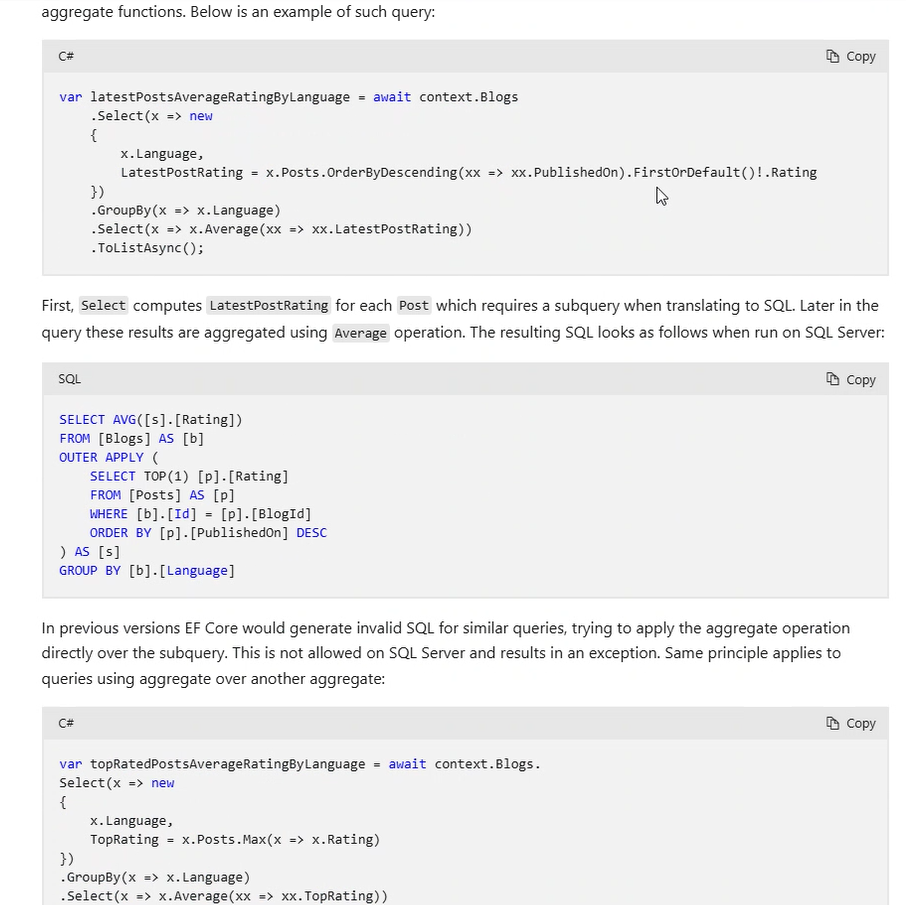 aggregate functions. Below is an example of such query:
C#
Copy
var latestPostsAverageRatingByLanguage = await context.Blogs
    .Select(x => new
    {
        x.Language,
        LatestPostRating = x.Posts.OrderByDescending(xx => xx.PublishedOn).FirstOrDefault()!.Rating
    })
    .GroupBy(x => x.Language)
    .Select(x => x.Average(xx => xx.LatestPostRating))
    .ToListAsync();
First, Select computes LatestPostRating for each Post which requires a subquery when translating to SQL. Later in the
query these results are aggregated using Average operation. The resulting SQL looks as follows when run on SQL Server:
SQL
Copy
SELECT AVG([s].[Rating])
FROM [Blogs] AS [b]
OUTER APPLY (
    SELECT TOP(1) [p].[Rating]
    FROM [Posts] AS [p]
    WHERE [b].[Id] = [p].[BlogId]
    ORDER BY [p].[PublishedOn] DESC
) AS [s]
GROUP BY [b].[Language]
In previous versions EF Core would generate invalid SQL for similar queries, trying to apply the aggregate operation
directly over the subquery. This is not allowed on SQL Server and results in an exception. Same principle applies to
queries using aggregate over another aggregate:
C#
Copy
var topRatedPostsAverageRatingByLanguage = await context.Blogs.
Select(x => new
{
    x.Language,
    TopRating = x.Posts.Max(x => x.Rating)
})
.GroupBy(x => x.Language)
.Select(x => x.Average(xx => xx.TopRating))